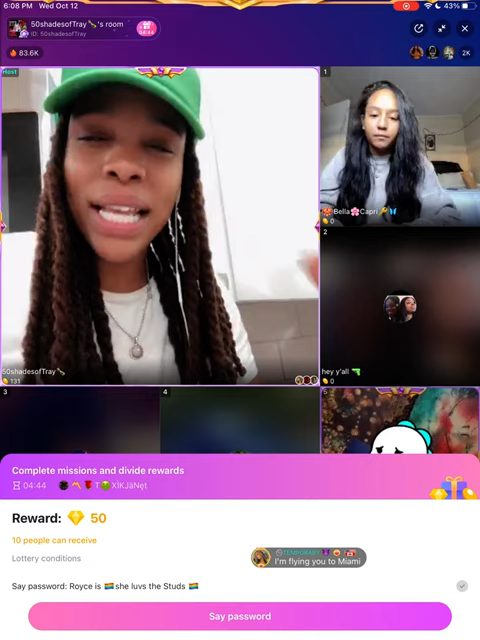 6:08 PM Wed Oct 12
43%
50shadesofTray🦒's room
ID: 50shadesofTray
04:44
🔥 83.6K
2K
Host
1
🦋Bella🌸Capri🔑🦋
0
2
50shadesofTray🦒
131
hey y'all 🔫
0
3
4
5
Complete missions and divide rewards
04:44
Reward: 50
10 people can receive
TEMPORARY
I'm flying you to Miami
Lottery conditions
Say password: Royce is 🏳️‍🌈she luvs the Studs 🏳️‍🌈
Say password